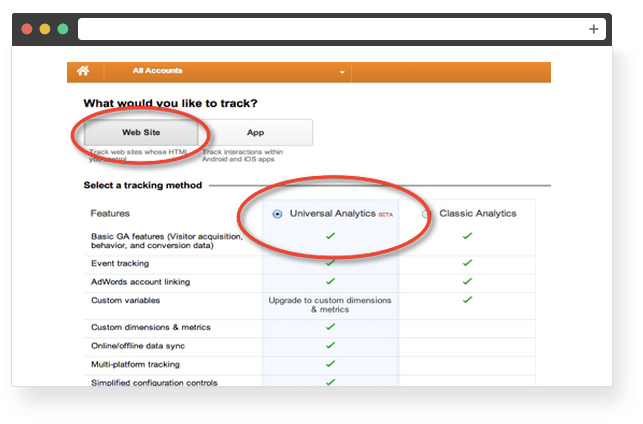 All Accounts
What would you like to track?
Web Site App
Track web sites whose HTML Track interactions within
you control Android and iOS apps
Select a tracking method
Features Universal Analytics BETA Classic Analytics
Basic GA features (Visitor acquisition,
behavior, and conversion data)
Event tracking
AdWords account linking
Custom variables Upgrade to custom dimensions
& metrics
Custom dimensions & metrics
Online/offline data sync
Multi-platform tracking
Simplified configuration controls